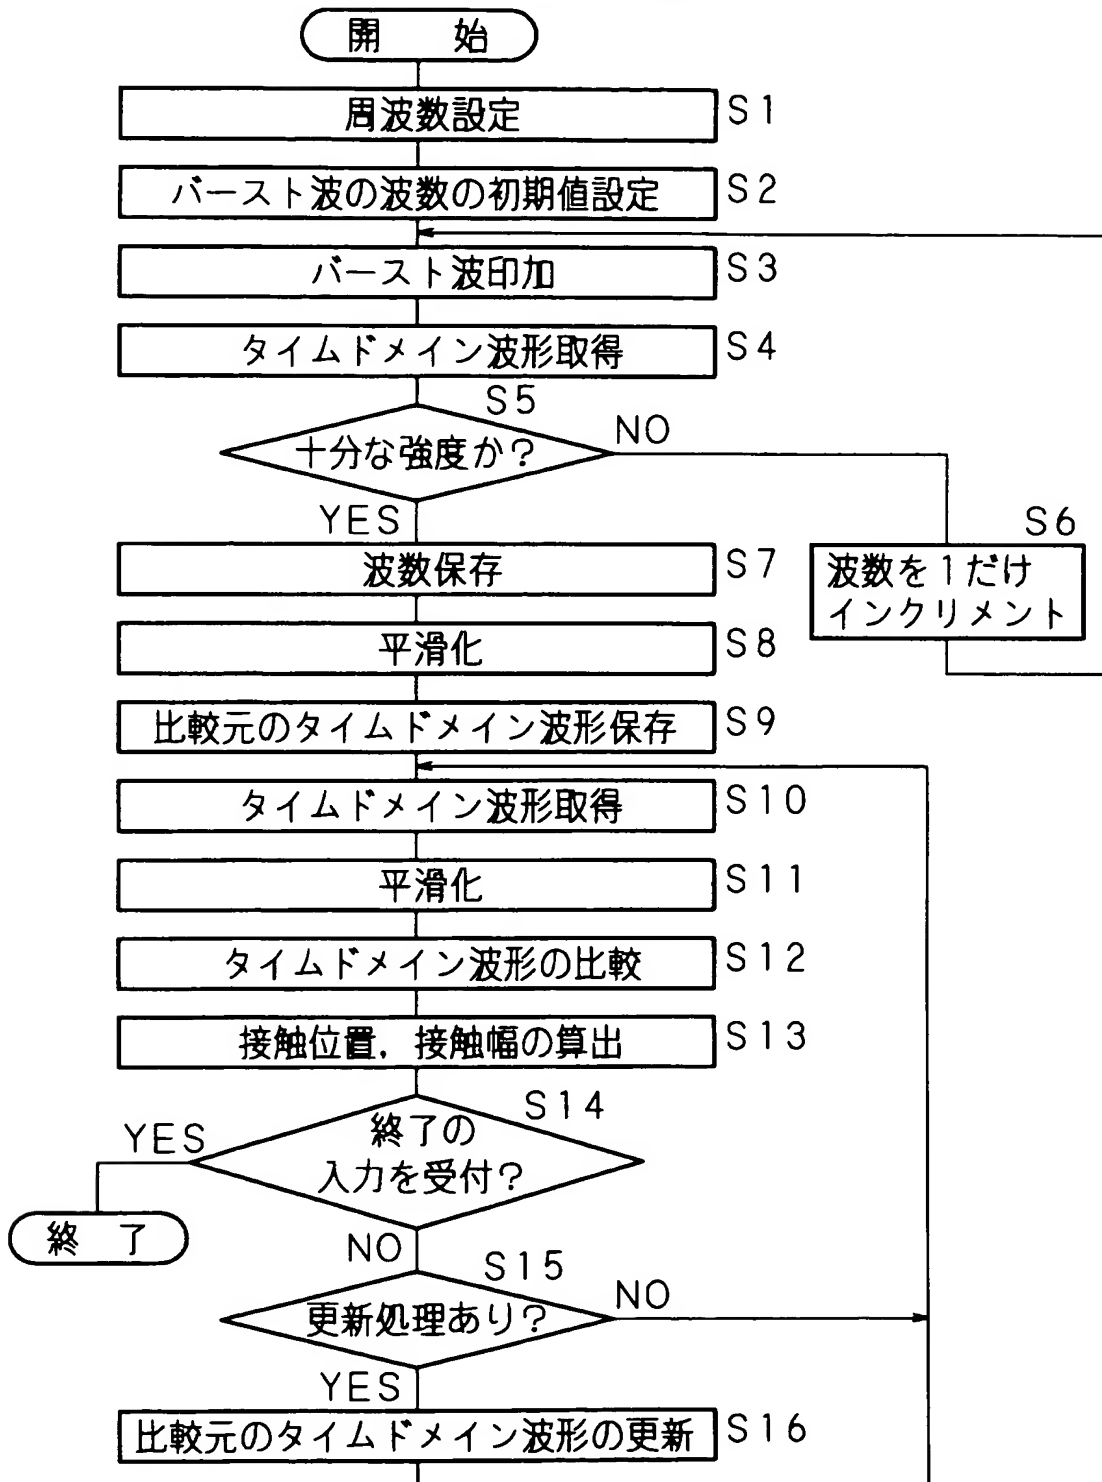 開 始
周波数設定 S1
バースト波の波数の初期値設定 S2
バースト波印加 S3
タイムドメイン波形取得 S4
S5
十分な強度か?
NO
YES
S6
波数を1だけ
インクリメント
波数保存 S7
平滑化 S8
比較元のタイムドメイン波形保存 S9
タイムドメイン波形取得 S10
平滑化 S11
タイムドメイン波形の比較 S12
接触位置,接触幅の算出 S13
S14
終了の
入力を受付?
YES
終 了
NO
S15
更新処理あり?
NO
YES
比較元のタイムドメイン波形の更新 S16